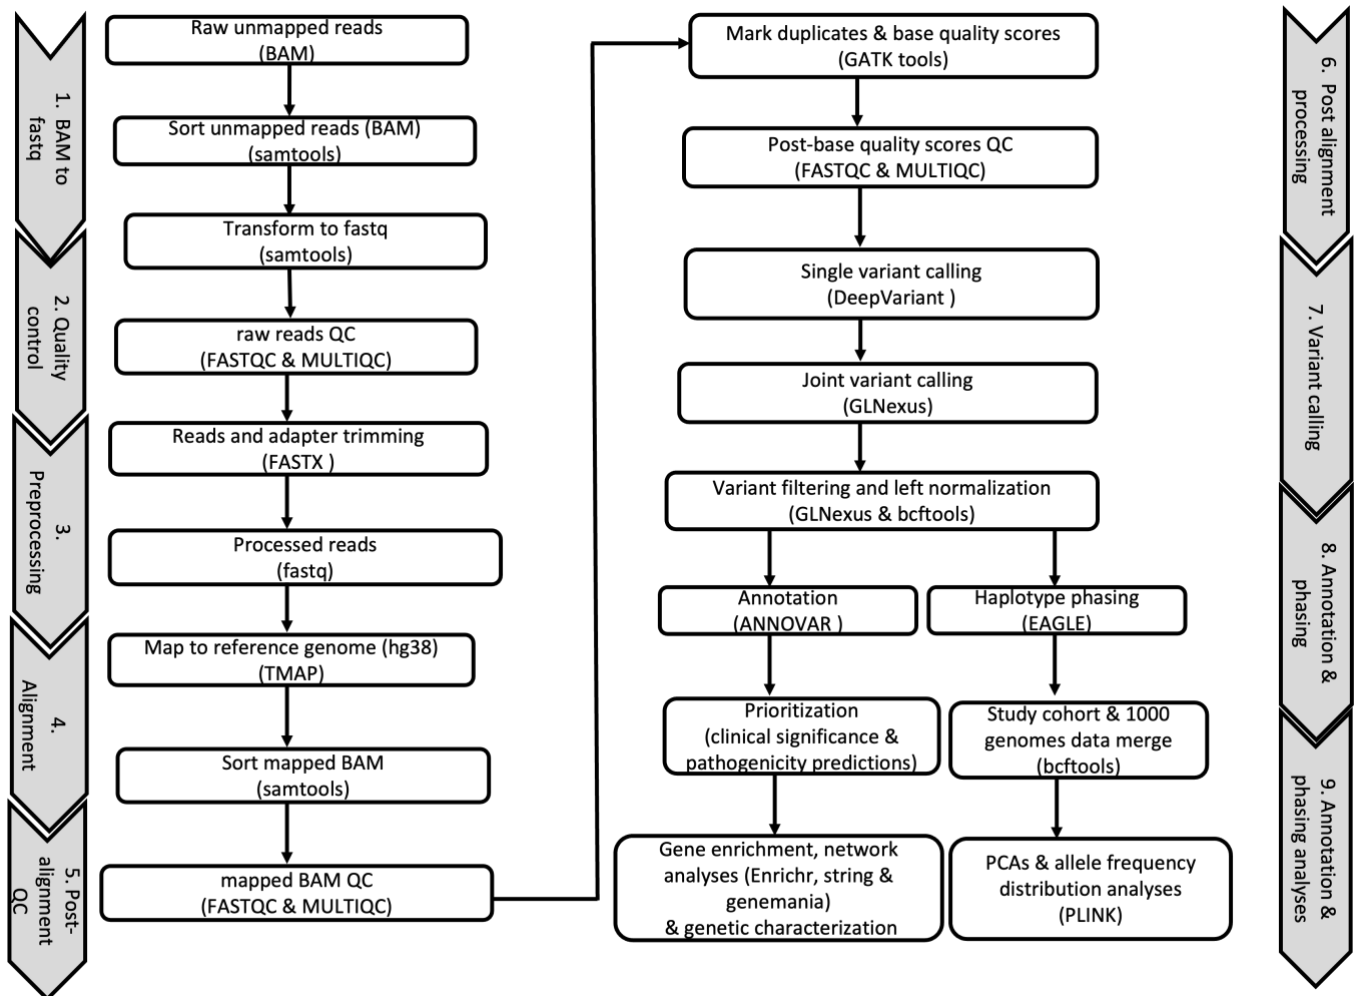 1. BAM to
fastq
2. Quality
control
3.
Preprocessing
4.
Alignment
5. Post-
alignment
QC
Raw unmapped reads
(BAM)
Sort unmapped reads (BAM)
(samtools)
Transform to fastq
(samtools)
raw reads QC
(FASTQC & MULTIQC)
Reads and adapter trimming
(FASTX )
Processed reads
(fastq)
Map to reference genome (hg38)
(TMAP)
Sort mapped BAM
(samtools)
mapped BAM QC
(FASTQC & MULTIQC)
Mark duplicates & base quality scores
(GATK tools)
Post-base quality scores QC
(FASTQC & MULTIQC)
Single variant calling
(DeepVariant )
Joint variant calling
(GLNexus)
Variant filtering and left normalization
(GLNexus & bcftools)
Annotation
(ANNOVAR )
Prioritization
(clinical significance &
pathogenicity predictions)
Gene enrichment, network
analyses (Enrichr, string &
genemania)
& genetic characterization
Haplotype phasing
(EAGLE)
Study cohort & 1000
genomes data merge
(bcftools)
PCAs & allele frequency
distribution analyses
(PLINK)
6. Post alignment
processing
7. Variant calling
8. Annotation &
phasing
9. Annotation &
phasing analyses